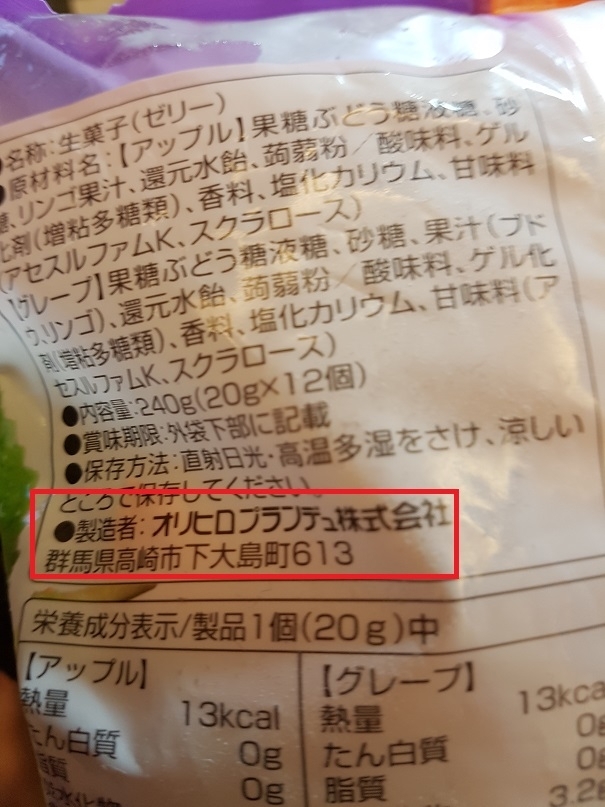 ●名称:生菓子(ゼリー)
●原材料名:【アップル】果糖ぶどう糖液糖、砂
糖、リンゴ果汁、還元水飴、蒟蒻粉/酸味料、ゲル
化剤(増粘多糖類)、香料、塩化カリウム、甘味料
(アセスルファムK、スクラロース)
【グレープ】果糖ぶどう糖液糖、砂糖、果汁(ブド
ウ、リンゴ)、還元水飴、蒟蒻粉/酸味料、ゲル化
剤(増粘多糖類)、香料、塩化カリウム、甘味料(ア
セスルファムK、スクラロース)
●内容量:240g(20g×12個)
●賞味期限:外袋下部に記載
●保存方法:直射日光・高温多湿をさけ、涼しい
ところで保存してください。
●製造者:オリヒロプランデュ株式会社
群馬県高崎市下大島町613
栄養成分表示/製品1個(20g)中
【アップル】
熱量 13kcal
たん白質 0g
脂質 0g
【グレープ】
熱量 13kca
たん白質 0g
脂質 0g
3.2g